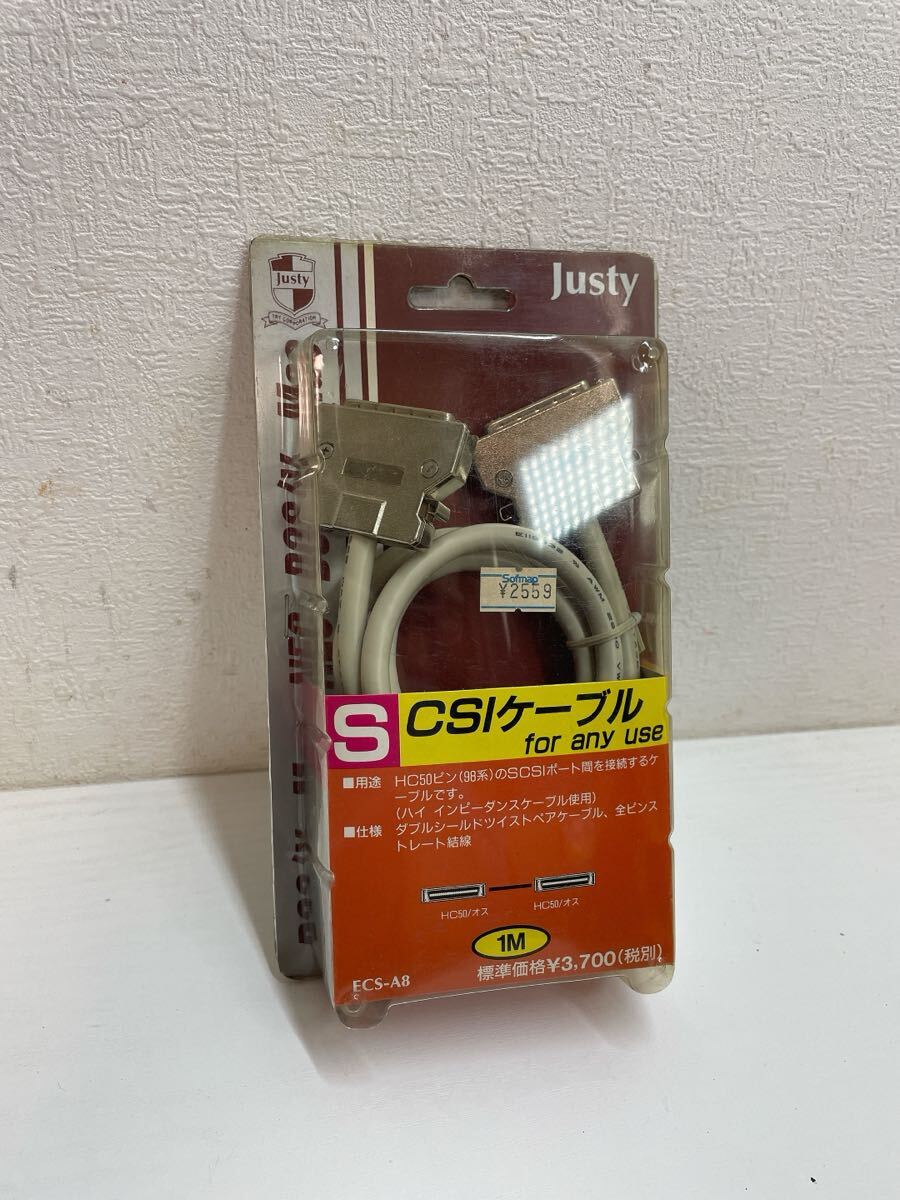 Justy
TRY CORPORATION
Justy
Mac
DOS/V
NEC
DOS/V
Sofmap
¥2559
SCSIケーブル
for any use
■用途 HC50ピン(98系)のSCSIポート間を接続するケ
ーブルです。
(ハイ インピーダンスケーブル使用)
■仕様 ダブルシールドツイストペアケーブル、全ピンス
トレート結線
HC50/オス
HC50/オス
1M
標準価格¥3,700(税別)
ECS-A8